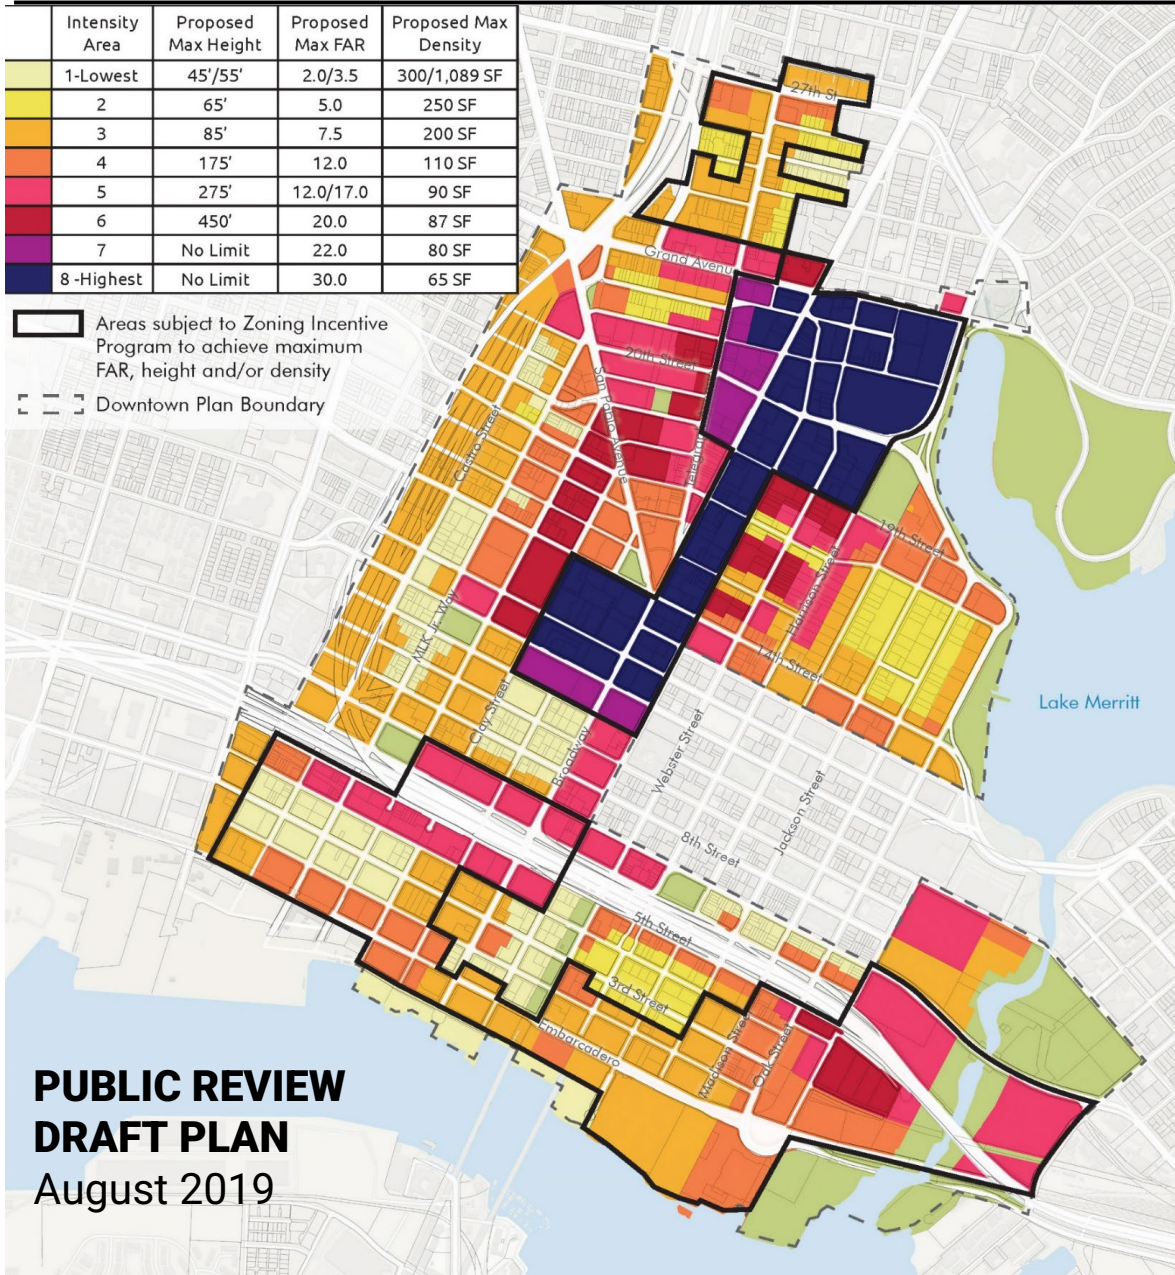 Intensity Area | Proposed Max Height | Proposed Max FAR | Proposed Max Density
1-Lowest | 45'/55' | 2.0/3.5 | 300/1,089 SF
2 | 65' | 5.0 | 250 SF
3 | 85' | 7.5 | 200 SF
4 | 175' | 12.0 | 110 SF
5 | 275' | 12.0/17.0 | 90 SF
6 | 450' | 20.0 | 87 SF
7 | No Limit | 22.0 | 80 SF
8 -Highest | No Limit | 30.0 | 65 SF
Areas subject to Zoning Incentive
Program to achieve maximum
FAR, height and/or density
Downtown Plan Boundary
27th St
Grand Avenu
20th Street
San Pablo Avenue
Castro Street
19th Street
Harrison Street
14th Street
MLK Jr. Way
Clay Street
Broadway
Webster Street
Jackson Street
8th Street
Lake Merritt
5th Street
3rd Street
Embarcadero
Madison Street
Oak Street
PUBLIC REVIEW
DRAFT PLAN
August 2019